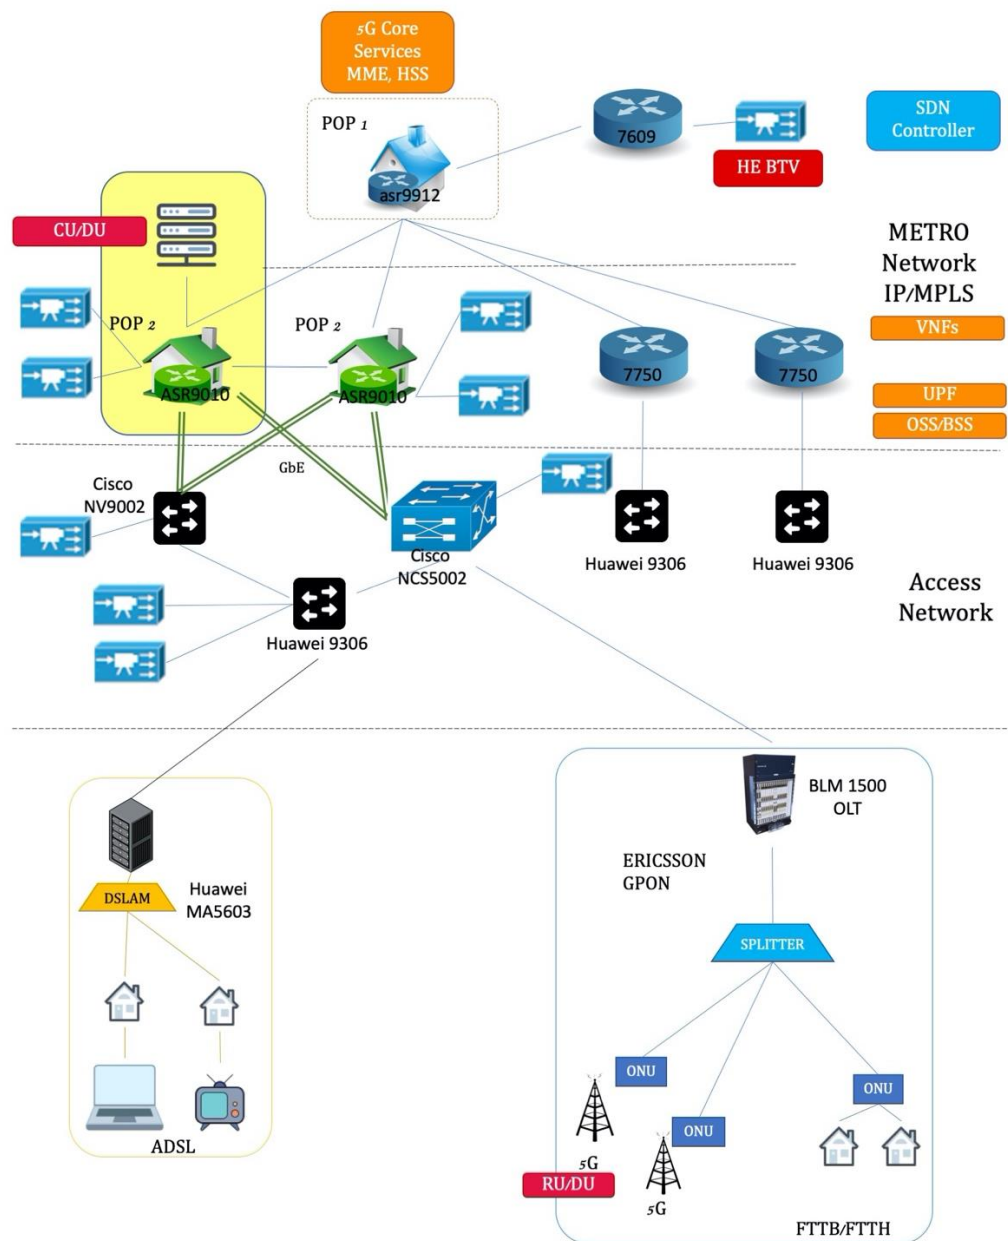 5G Core
Services
MME, HSS
POP 1
7609
SDN
Controller
HE BTV
asr9912
CU/DU
METRO
Network
IP/MPLS
VNFs
POP 2
POP 2
7750
7750
ASR9010
ASR9010
UPF
OSS/BSS
GbE
Cisco
NV9002
Cisco
NCS5002
Huawei 9306
Huawei 9306
Access
Network
Huawei 9306
BLM 1500
OLT
ERICSSON
GPON
DSLAM
Huawei
MA5603
SPLITTER
ONU
ONU
ONU
ADSL
5G
RU/DU
5G
FTTB/FTTH